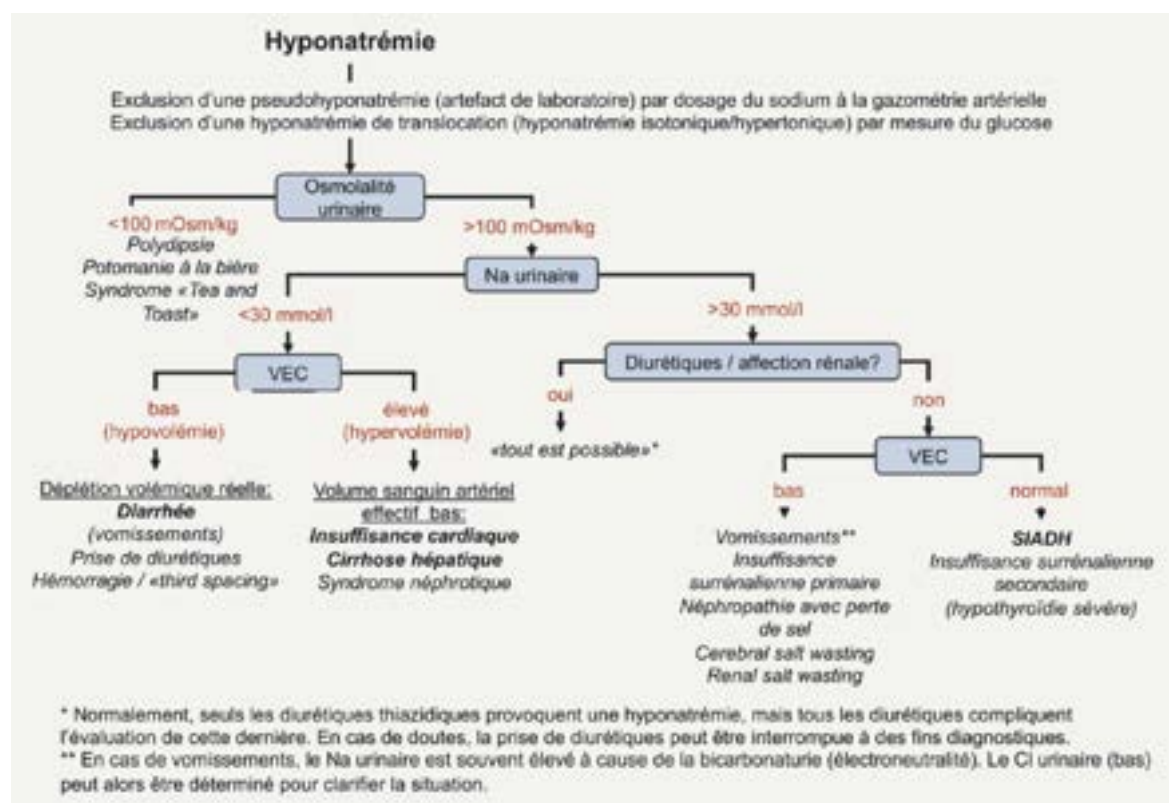 Hyponatrémie
Exclusion d'une pseudohyponatrémie (artefact de laboratoire) par dosage du sodium à la gazométrie artérielle
Exclusion d'une hyponatrémie de translocation (hyponatrémie isotonique/hypertonique) par mesure du glucose
Osmolalité
urinaire
<100 mOsm/kg
Polydipsie
Potomanie à la bière
Syndrome «Tea and
Toast»
>100 mOsm/kg
Na urinaire
<30 mmol/l
>30 mmol/l
VEC
bas
(hypovolémie)
élevé
(hypervolémie)
Déplétion volémique réelle:
Diarrhée
(vomissements)
Prise de diurétiques
Hémorragie / «third spacing»
Volume sanguin artériel
effectif bas:
Insuffisance cardiaque
Cirrhose hépatique
Syndrome néphrotique
Diurétiques / affection rénale?
oui
«tout est possible»*
non
VEC
bas
Vomissements**
Insuffisance
surrénalienne primaire
Néphropathie avec perte
de sel
Cerebral salt wasting
Renal salt wasting
normal
SIADH
Insuffisance surrénalienne
secondaire
(hypothyroïdie sévère)
* Normalement, seuls les diurétiques thiazidiques provoquent une hyponatrémie, mais tous les diurétiques compliquent
l'évaluation de cette dernière. En cas de doutes, la prise de diurétiques peut être interrompue à des fins diagnostiques.
** En cas de vomissements, le Na urinaire est souvent élevé à cause de la bicarbonaturie (électroneutralité). Le Cl urinaire (bas)
peut alors être déterminé pour clarifier la situation.